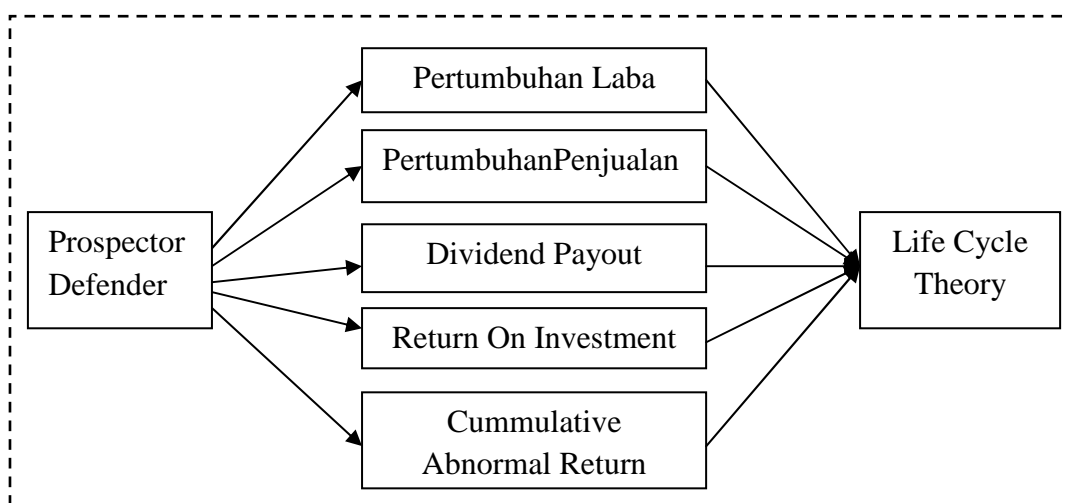 Pertumbuhan Laba
PertumbuhanPenjualan
Prospector
Defender
Dividend Payout
Life Cycle
Theory
Return On Investment
Cummulative
Abnormal Return